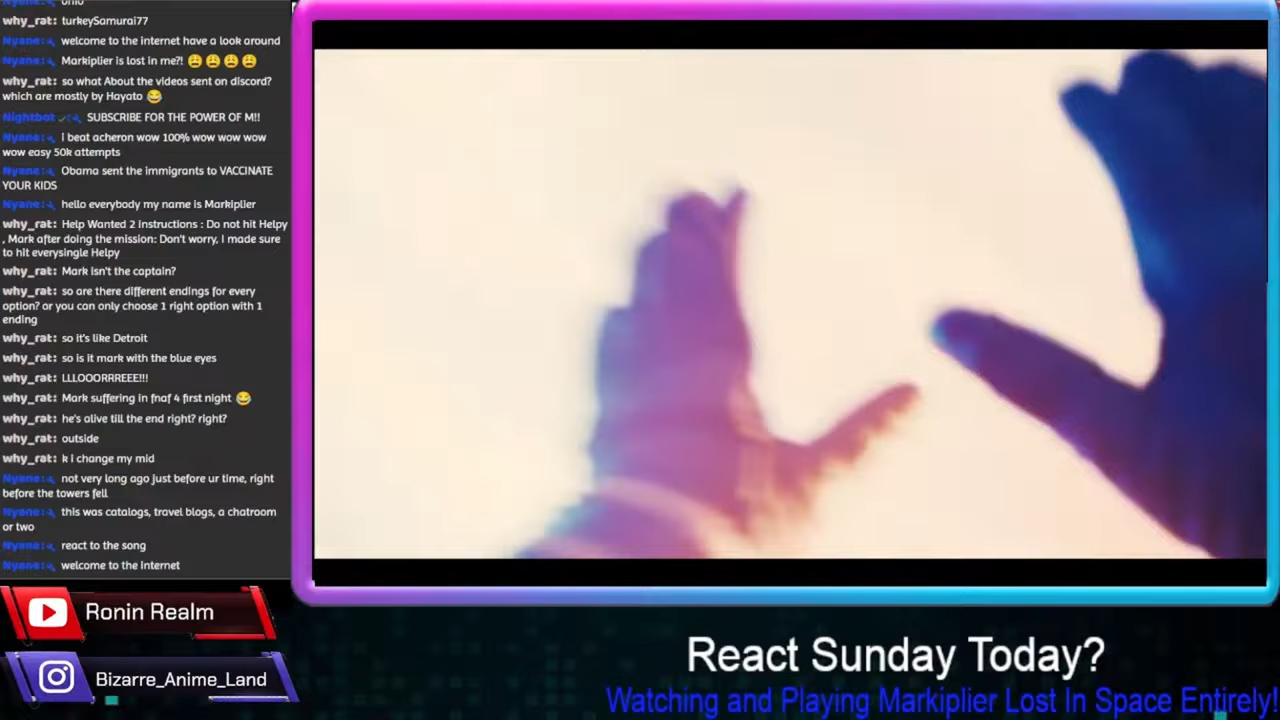 why_rat: turkeySamurai77
Nyane: welcome to the internet have a look around
Nyane: Markiplier is lost in me?! 😩 😩 😩 😩
why_rat: so what About the videos sent on discord?
which are mostly by Hayato 😂
Nightbot SUBSCRIBE FOR THE POWER OF M!!
Nyane: i beat acheron wow 100% wow wow wow
wow easy 50k attempts
Nyane: Obama sent the immigrants to VACCINATE
YOUR KIDS
Nyane: hello everybody my name is Markiplier
why_rat: Help Wanted 2 instructions : Do not hit Helpy
, Mark after doing the mission: Don't worry, I made sure
to hit everysingle Helpy
why_rat: Mark isn't the captain?
why_rat: so are there different endings for every
option? or you can only choose 1 right option with 1
ending
why_rat: so it's like Detroit
why_rat: so is it mark with the blue eyes
why_rat: LLLOOORRREEE!!!
why_rat: Mark suffering in fnaf 4 first night 😂
why_rat: he's alive till the end right? right?
why_rat: outside
why_rat: k i change my mid
Nyane: not very long ago just before ur time, right
before the towers fell
Nyane: this was catalogs, travel blogs, a chatroom
or two
Nyane: react to the song
Nyane: welcome to the Internet
Ronin Realm
Bizarre_Anime_Land
React Sunday Today?
Watching and Playing Markiplier Lost In Space Entirely!